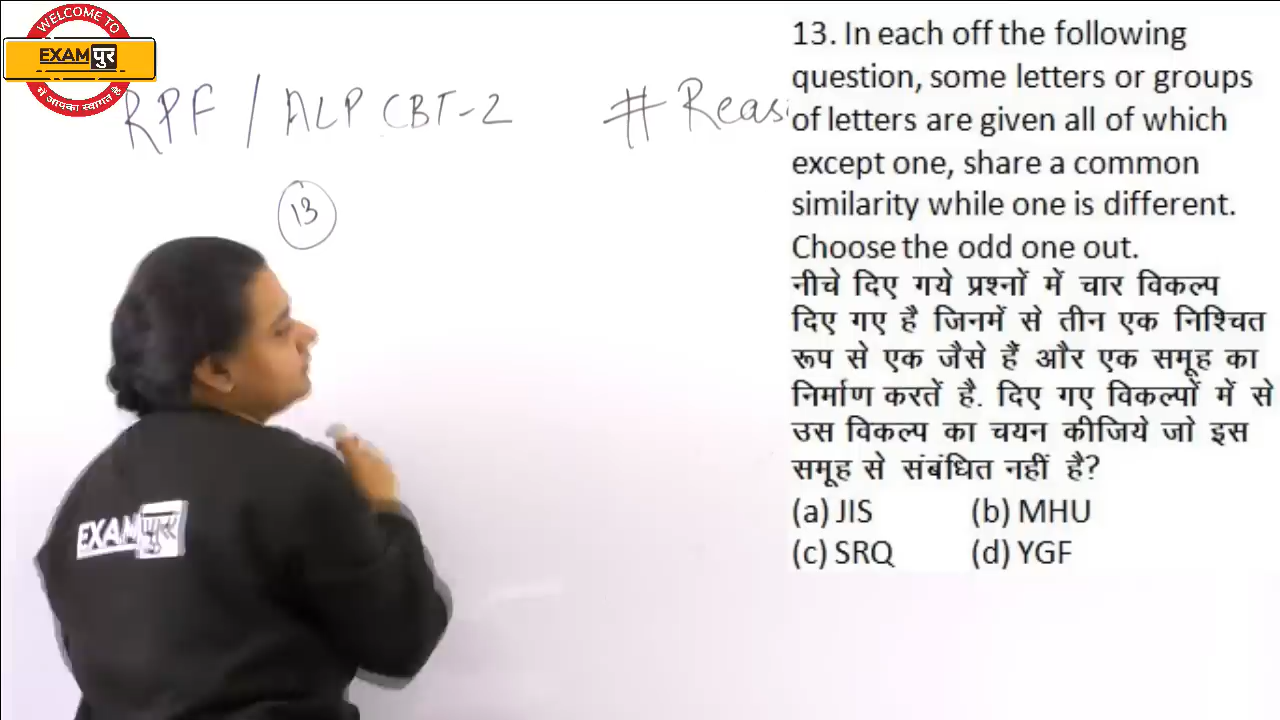 WELCOME TO
EXAMपुर
में आपका स्वागत है
RPF / ALP CBT-2 # Reas
13
EXAMपुर
13. In each off the following
question, some letters or groups
of letters are given all of which
except one, share a common
similarity while one is different.
Choose the odd one out.
नीचे दिए गये प्रश्नों में चार विकल्प
दिए गए है जिनमें से तीन एक निश्चित
रूप से एक जैसे हैं और एक समूह का
निर्माण करतें है. दिए गए विकल्पों में से
उस विकल्प का चयन कीजिये जो इस
समूह से संबंधित नहीं है?
(a) JIS (b) MHU
(c) SRQ (d) YGF